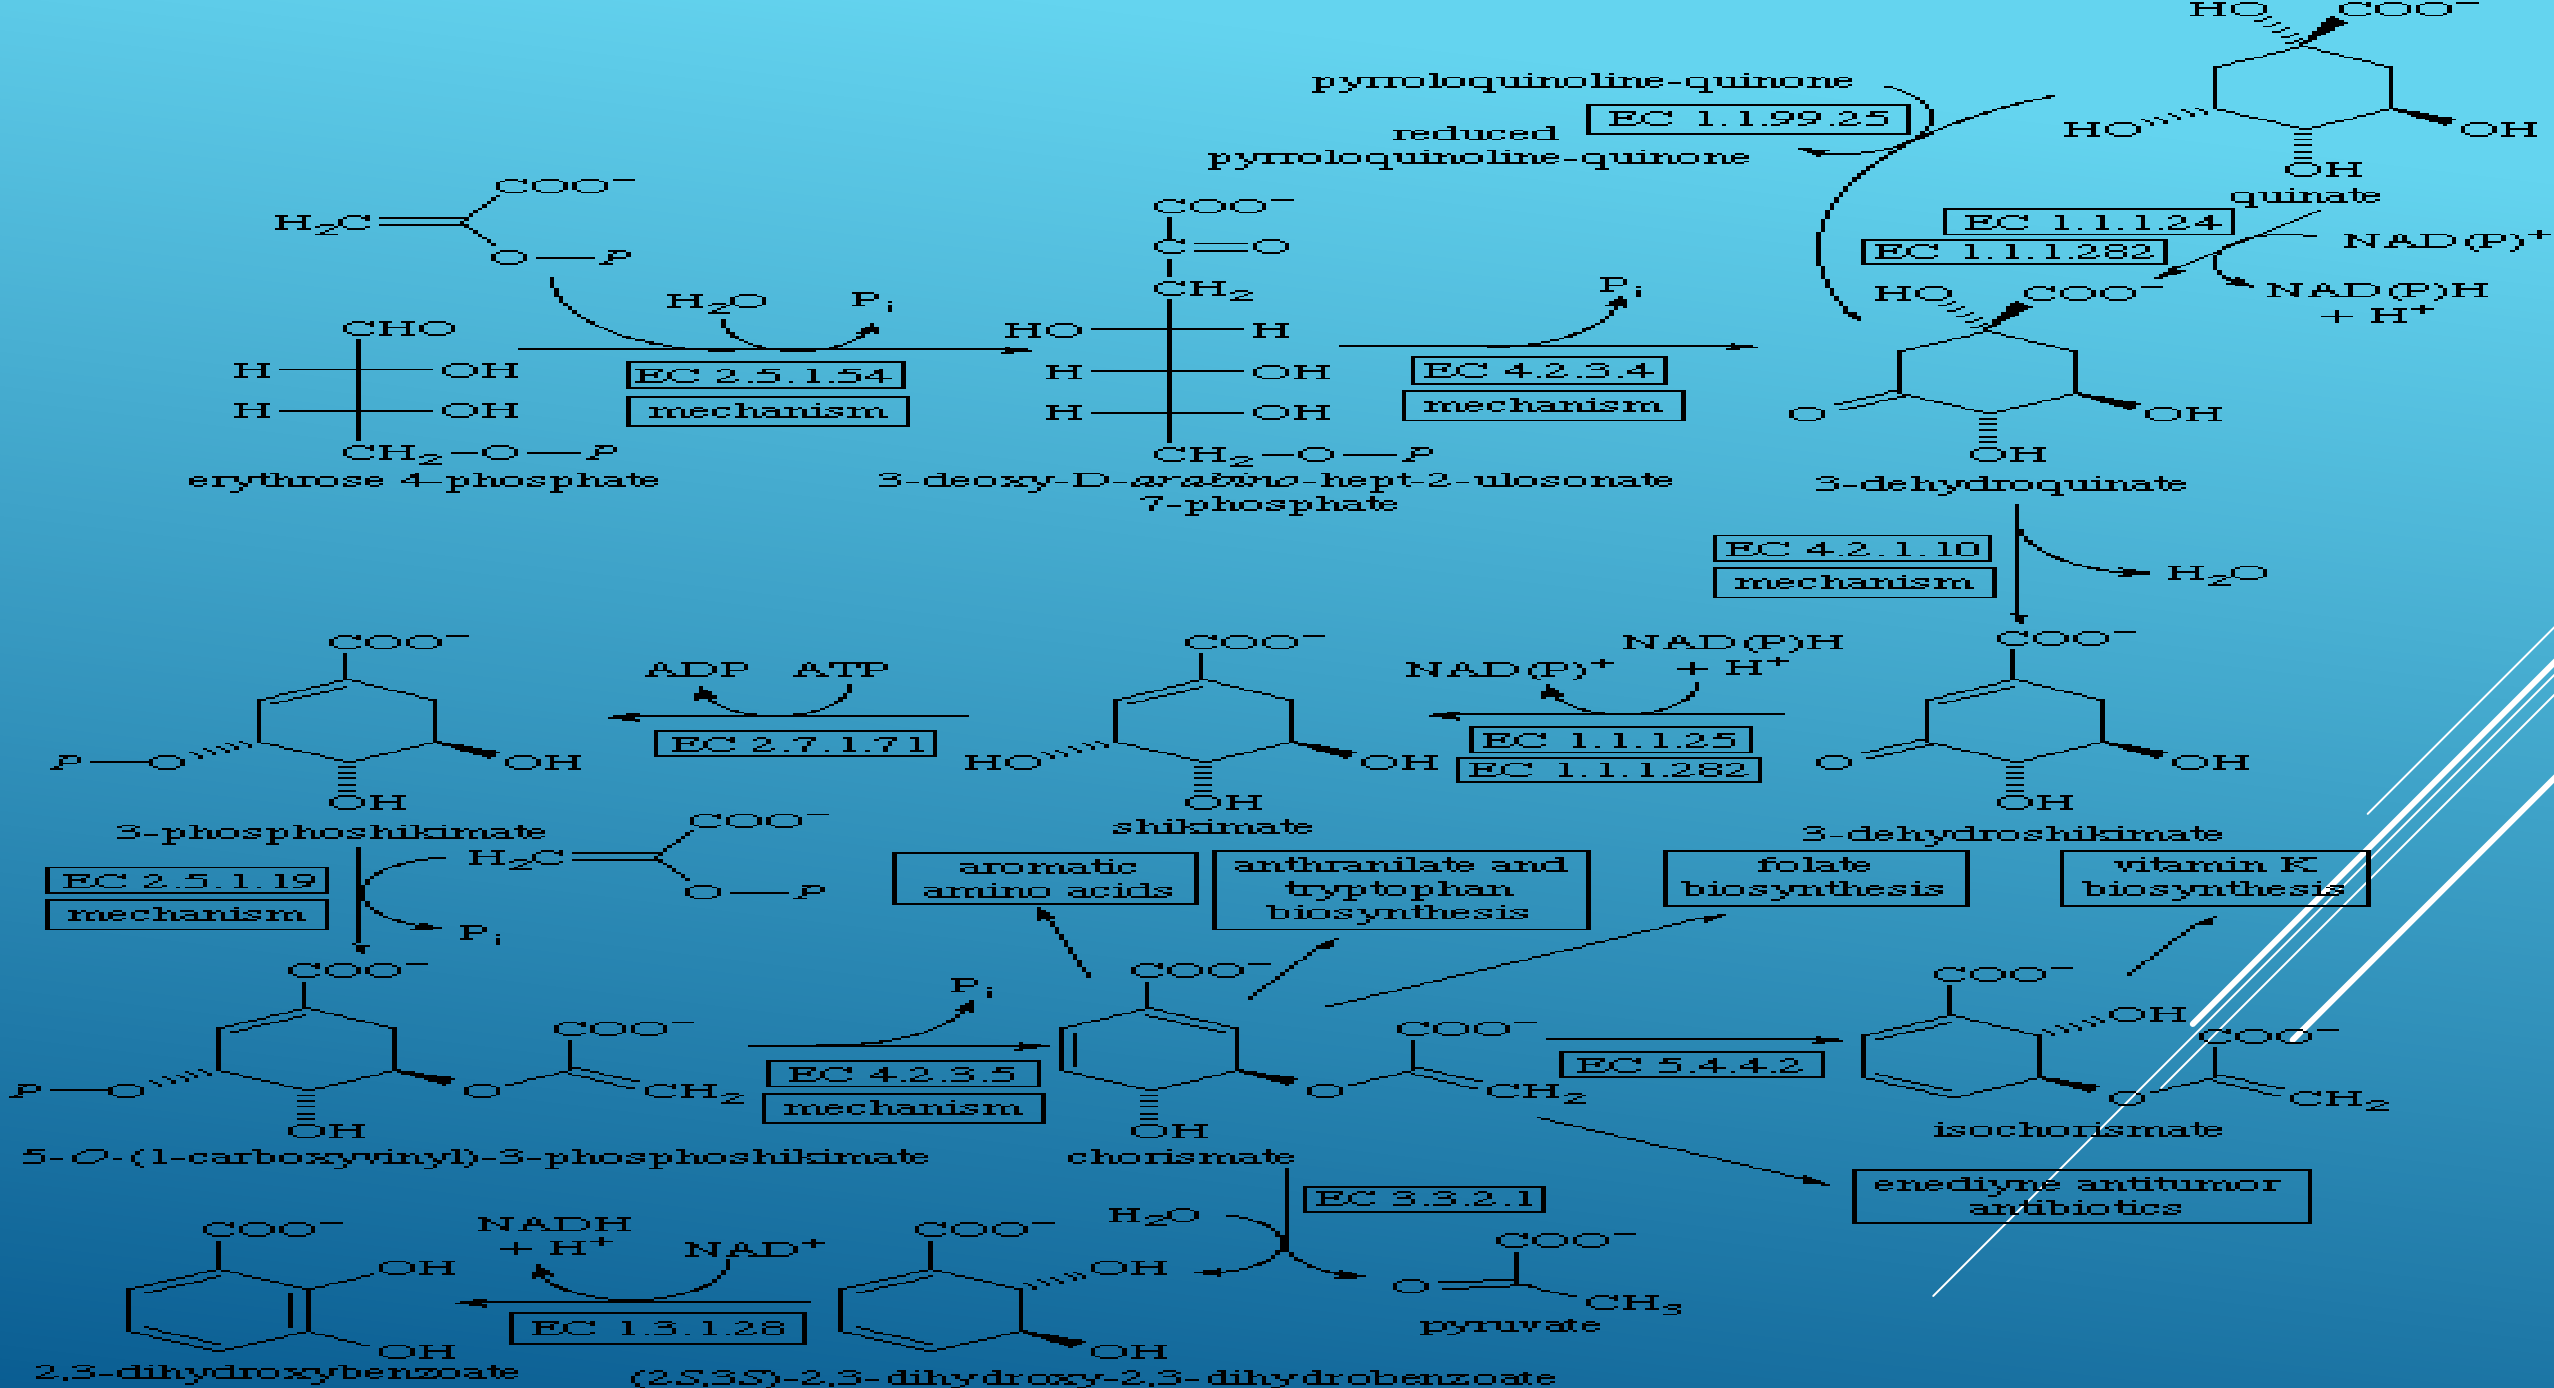 HO COO⁻
pyrroloquinoline-quinone
EC 1.1.99.25
reduced
pyrroloquinoline-quinone
HO OH
OH
quinate
COO⁻
H₂C
O—P
COO⁻
C=O
CH₂
EC 1.1.1.24
EC 1.1.1.282
NAD(P)⁺
NAD(P)H
+ H⁺
H₂O Pᵢ
Pᵢ
HO COO⁻
CHO
HO H
H OH
H OH
EC 2.5.1.54
mechanism
H OH
H OH
EC 4.2.3.4
mechanism
O OH
OH
CH₂—O—P
CH₂—O—P
erythrose 4-phosphate
3-deoxy-D-arabino-hept-2-ulosonate
7-phosphate
3-dehydroquinate
EC 4.2.1.10
mechanism
H₂O
COO⁻
ADP ATP
COO⁻
NAD(P)⁺
NAD(P)H
+ H⁺
COO⁻
EC 2.7.1.71
EC 1.1.1.25
EC 1.1.1.282
P—O OH
OH
HO OH
OH
O OH
OH
3-phosphoshikimate
shikimate
3-dehydroshikimate
EC 2.5.1.19
mechanism
COO⁻
H₂C
O—P
Pᵢ
aromatic
amino acids
anthranilate and
tryptophan
biosynthesis
folate
biosynthesis
vitamin K
biosynthesis
COO⁻
COO⁻
P—O O CH₂
OH
Pᵢ
EC 4.2.3.5
mechanism
COO⁻
COO⁻
O CH₂
OH
EC 5.4.4.2
COO⁻
OH
COO⁻
O CH₂
5-O-(1-carboxyvinyl)-3-phosphoshikimate
chorismate
isochorismate
EC 3.3.2.1
enediyne antitumor
antibiotics
COO⁻
OH
OH
NADH
+ H⁺
NAD⁺
EC 1.3.1.28
COO⁻
OH
OH
H₂O
COO⁻
O
CH₃
pyruvate
2,3-dihydroxybenzoate
(2S,3S)-2,3-dihydroxy-2,3-dihydrobenzoate